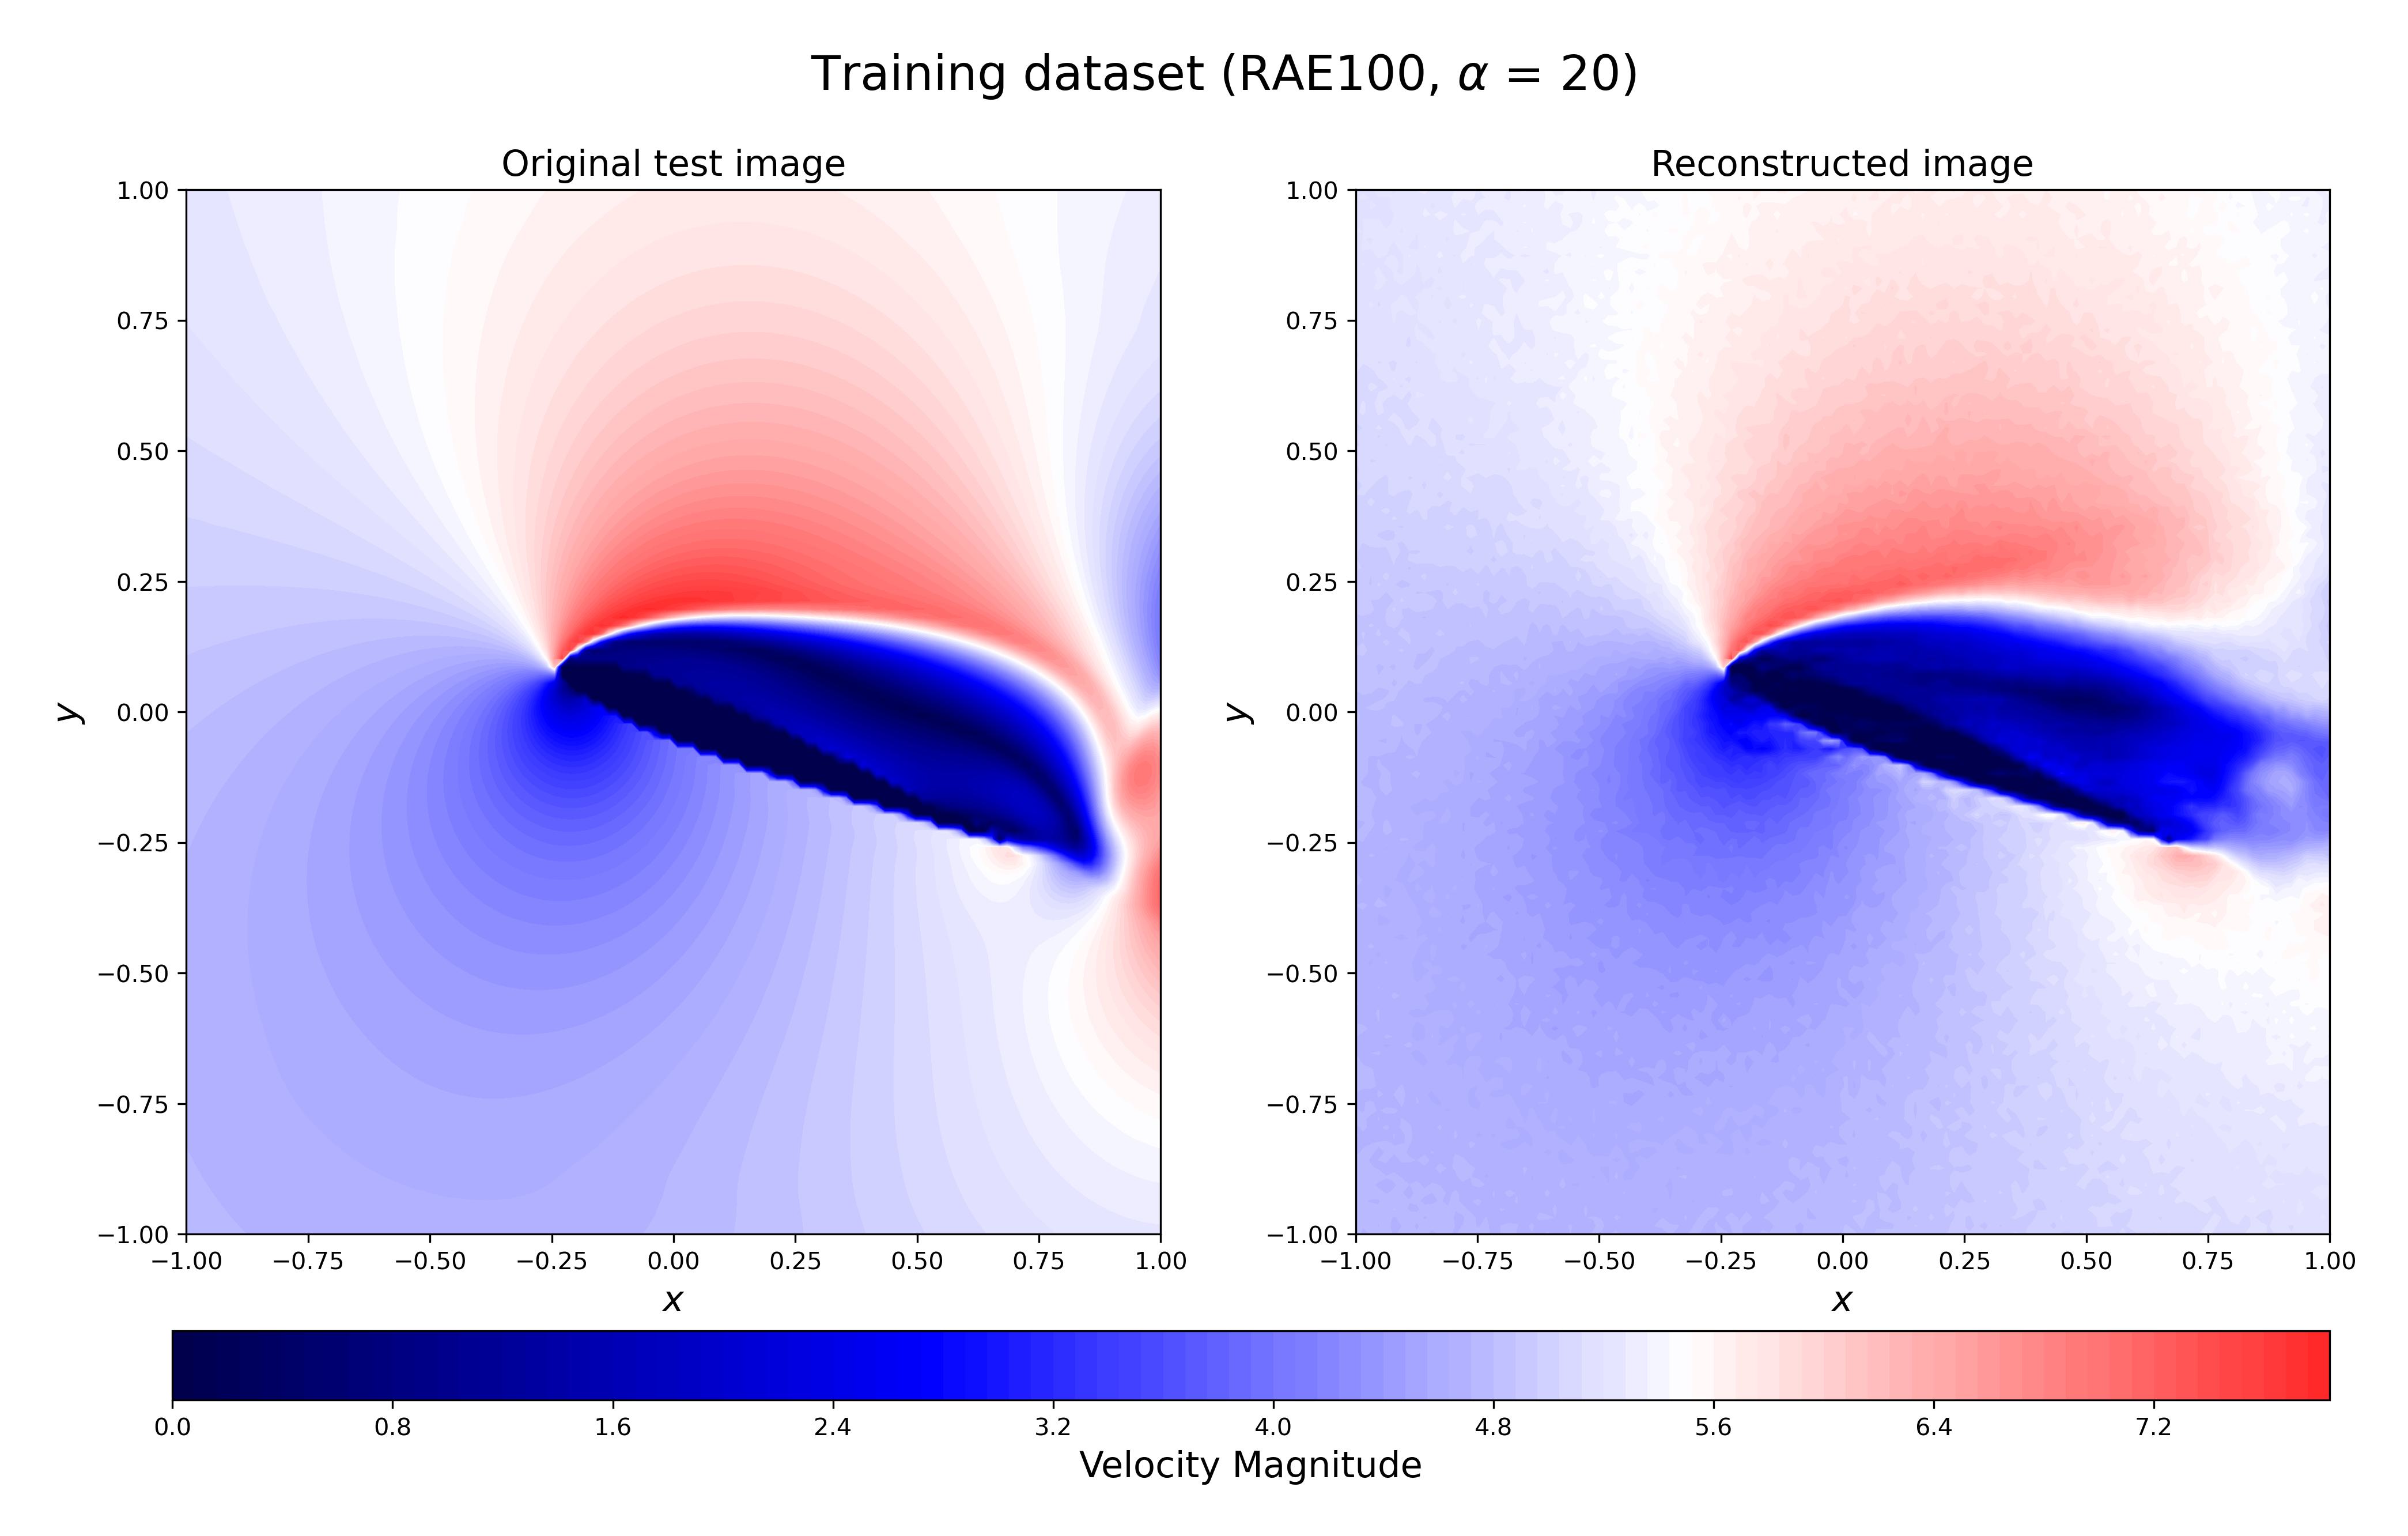 Training dataset (RAE100, α = 20)
Original test image
Reconstructed image
1.00
0.75
0.50
0.25
0.00
−0.25
−0.50
−0.75
−1.00
y
−1.00 −0.75 −0.50 −0.25 0.00 0.25 0.50 0.75 1.00
x
1.00
0.75
0.50
0.25
0.00
−0.25
−0.50
−0.75
−1.00
y
−1.00 −0.75 −0.50 −0.25 0.00 0.25 0.50 0.75 1.00
x
0.0 0.8 1.6 2.4 3.2 4.0 4.8 5.6 6.4 7.2
Velocity Magnitude